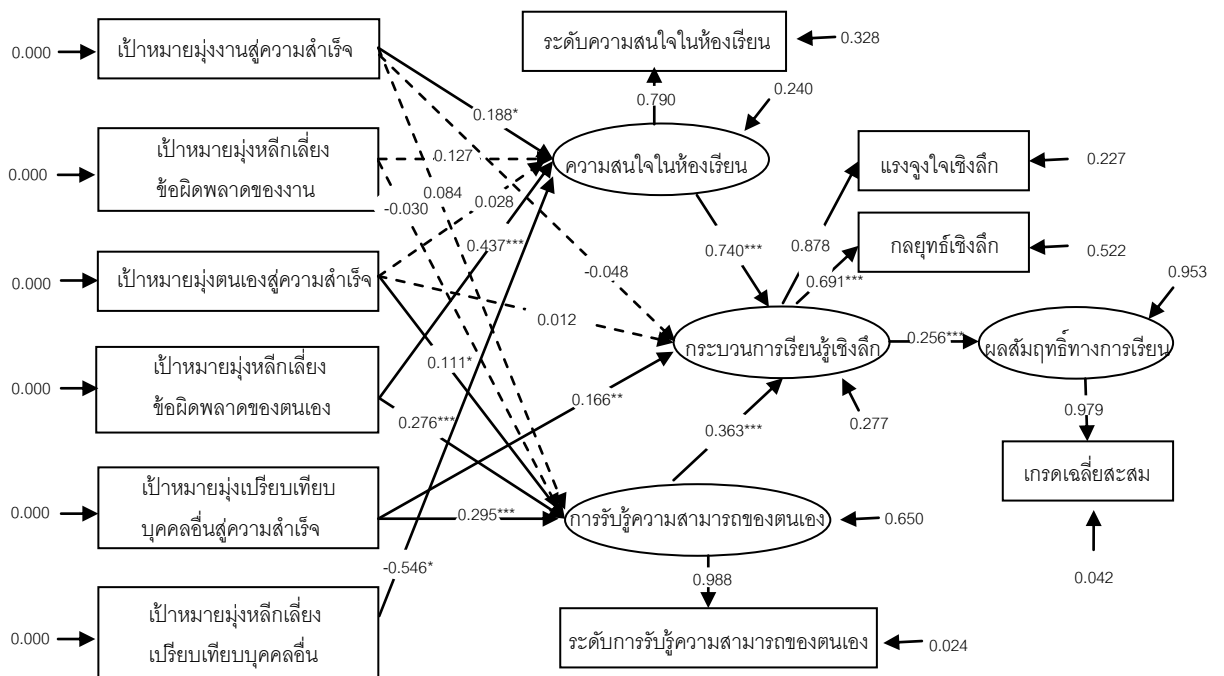 0.000
เป้าหมายมุ่งงานสู่ความสำเร็จ
ระดับความสนใจในห้องเรียน
0.328
0.790
0.240
0.188*
0.000
เป้าหมายมุ่งหลีกเลี่ยง
ข้อผิดพลาดของงาน
0.127
ความสนใจในห้องเรียน
แรงจูงใจเชิงลึก
0.227
0.084
-0.030
0.028
0.437***
0.740***
0.878
กลยุทธ์เชิงลึก
0.522
0.000
เป้าหมายมุ่งตนเองสู่ความสำเร็จ
-0.048
0.691***
0.953
0.012
กระบวนการเรียนรู้เชิงลึก
0.256***
ผลสัมฤทธิ์ทางการเรียน
0.000
เป้าหมายมุ่งหลีกเลี่ยง
ข้อผิดพลาดของตนเอง
0.111*
0.166**
0.276***
0.363***
0.277
0.979
เกรดเฉลี่ยสะสม
0.042
0.000
เป้าหมายมุ่งเปรียบเทียบ
บุคคลอื่นสู่ความสำเร็จ
0.295***
การรับรู้ความสามารถของตนเอง
0.650
-0.546*
0.988
0.000
เป้าหมายมุ่งหลีกเลี่ยง
เปรียบเทียบบุคคลอื่น
ระดับการรับรู้ความสามารถของตนเอง
0.024